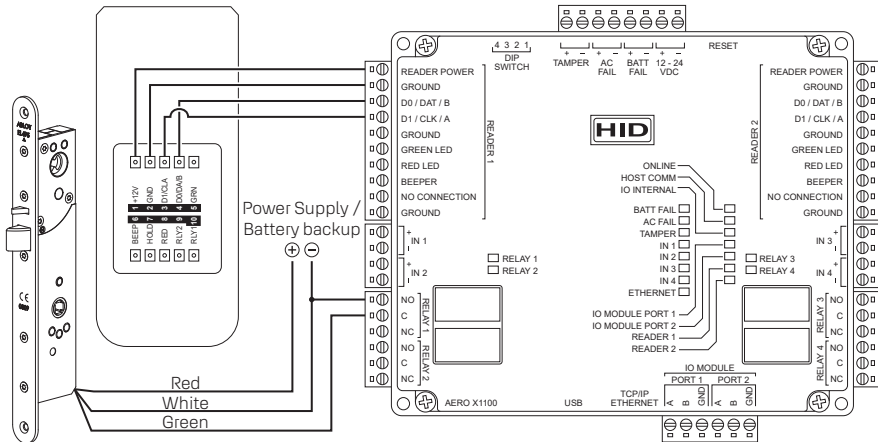 4 3 2 1
DIP
SWITCH
+ −
TAMPER
+ −
AC
FAIL
+ −
BATT
FAIL
+ −
12 - 24
VDC
RESET
READER POWER
GROUND
D0 / DAT / B
D1 / CLK / A
GROUND
GREEN LED
RED LED
BEEPER
NO CONNECTION
GROUND
READER 1
HID
READER 2
READER POWER
GROUND
D0 / DAT / B
D1 / CLK / A
GROUND
GREEN LED
RED LED
BEEPER
NO CONNECTION
GROUND
+12V
GND
D1/CLA
D0/DA/B
GRN
1 2 3 4 5
6 7 8 9 10
BEEP
HOLD
RED
RLY2
RLY1
Power Supply /
Battery backup
+ −
ONLINE
HOST COMM
IO INTERNAL
BATT FAIL
AC FAIL
TAMPER
IN 1
IN 2
IN 3
IN 4
ETHERNET
IO MODULE PORT 1
IO MODULE PORT 2
READER 1
READER 2
+
−
IN 1
+
−
IN 2
+
−
IN 3
+
−
IN 4
RELAY 1
RELAY 2
RELAY 3
RELAY 4
NO
C
NC
RELAY 1
NO
C
NC
RELAY 2
RELAY 3
NO
C
NC
RELAY 4
NO
C
NC
Red
White
Green
AERO X1100
USB
TCP/IP
ETHERNET
IO MODULE
PORT 1 PORT 2
A B GND A B GND
ABLOY
CE